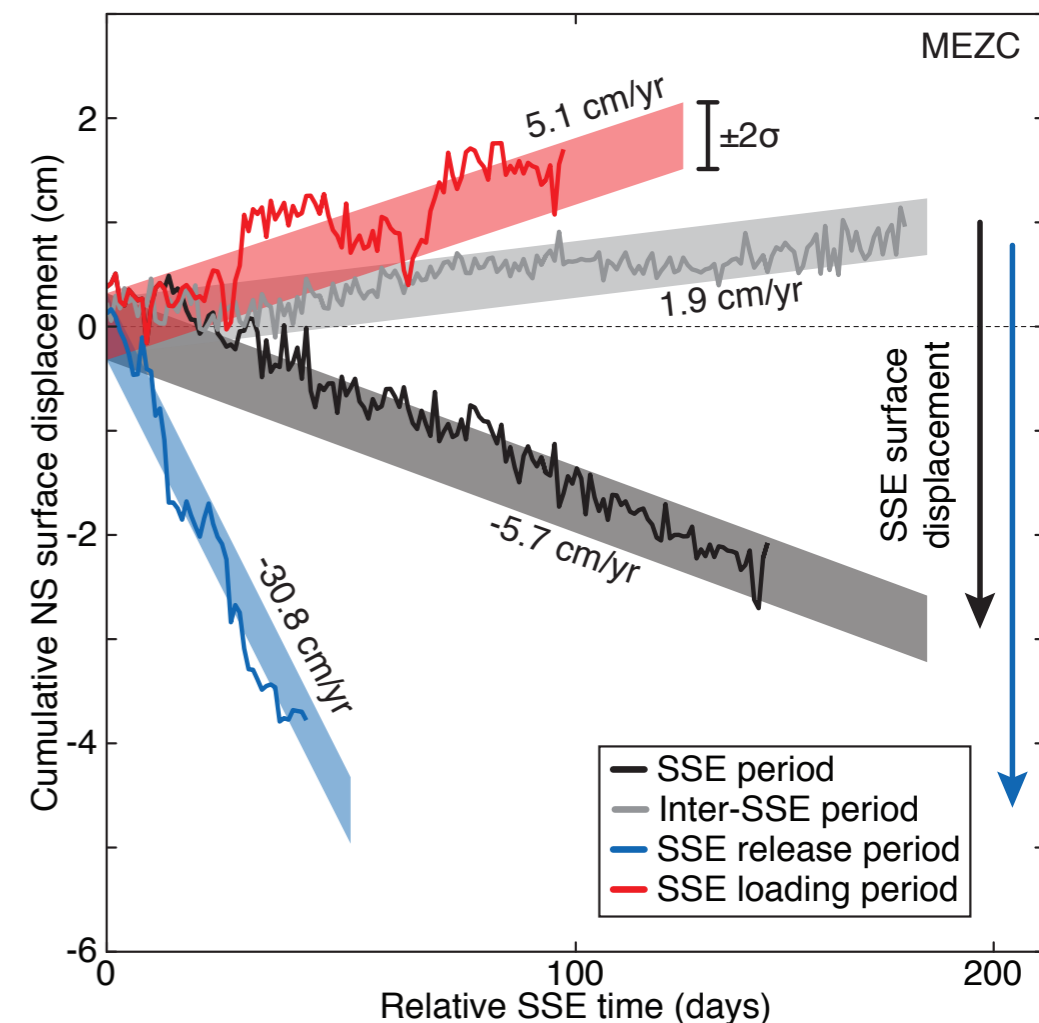 MEZC
Cumulative NS surface displacement (cm)
2
0
-2
-4
-6
5.1 cm/yr
±2σ
1.9 cm/yr
-5.7 cm/yr
-30.8 cm/yr
SSE surface
displacement
SSE period
Inter-SSE period
SSE release period
SSE loading period
0
100
200
Relative SSE time (days)